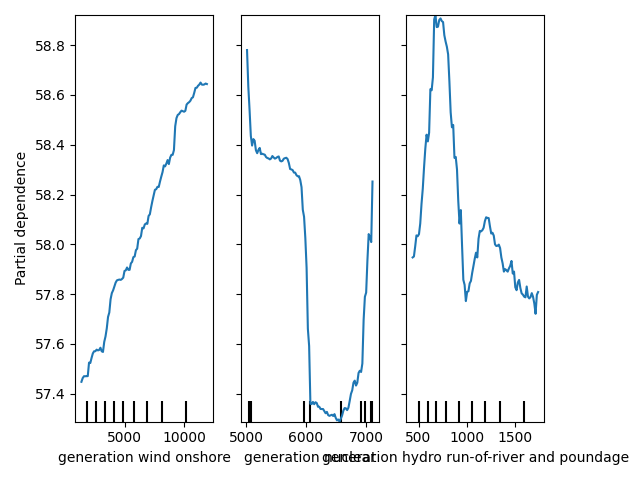 Partial dependence
58.8
58.6
58.4
58.2
58.0
57.8
57.6
57.4
5000 10000 5000 6000 7000 500 1000 1500
generation wind onshore generation nuclear generation hydro run-of-river and poundage